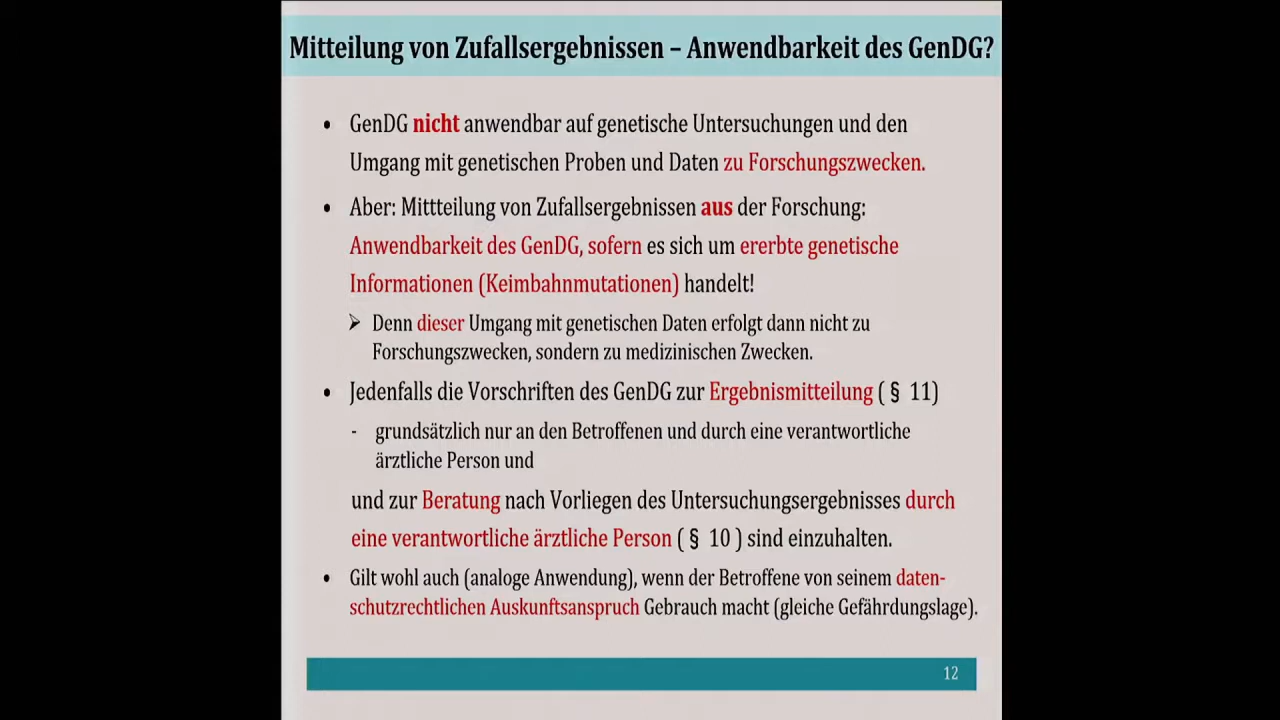 Mitteilung von Zufallsergebnissen – Anwendbarkeit des GenDG?
• GenDG nicht anwendbar auf genetische Untersuchungen und den
Umgang mit genetischen Proben und Daten zu Forschungszwecken.
• Aber: Mittteilung von Zufallsergebnissen aus der Forschung:
Anwendbarkeit des GenDG, sofern es sich um ererbte genetische
Informationen (Keimbahnmutationen) handelt!
➢ Denn dieser Umgang mit genetischen Daten erfolgt dann nicht zu
Forschungszwecken, sondern zu medizinischen Zwecken.
• Jedenfalls die Vorschriften des GenDG zur Ergebnismitteilung ( § 11)
- grundsätzlich nur an den Betroffenen und durch eine verantwortliche
ärztliche Person und
und zur Beratung nach Vorliegen des Untersuchungsergebnisses durch
eine verantwortliche ärztliche Person ( § 10 ) sind einzuhalten.
• Gilt wohl auch (analoge Anwendung), wenn der Betroffene von seinem daten-
schutzrechtlichen Auskunftsanspruch Gebrauch macht (gleiche Gefährdungslage).
12